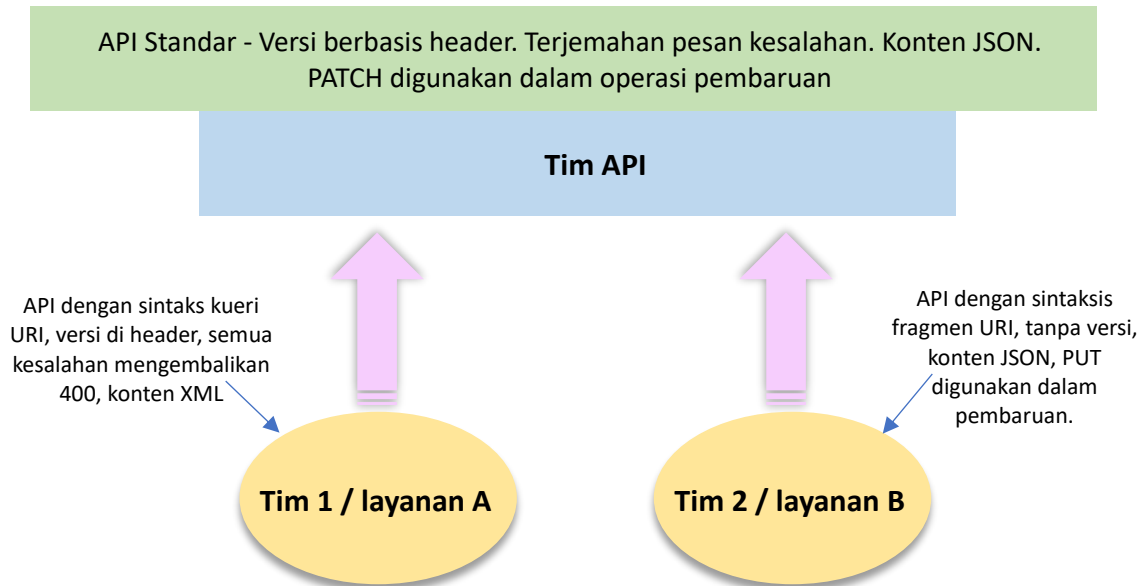 API Standar - Versi berbasis header. Terjemahan pesan kesalahan. Konten JSON.
PATCH digunakan dalam operasi pembaruan
Tim API
API dengan sintaks kueri
URI, versi di header, semua
kesalahan mengembalikan
400, konten XML
API dengan sintaksis
fragmen URI, tanpa versi,
konten JSON, PUT
digunakan dalam
pembaruan.
Tim 1 / layanan A
Tim 2 / layanan B